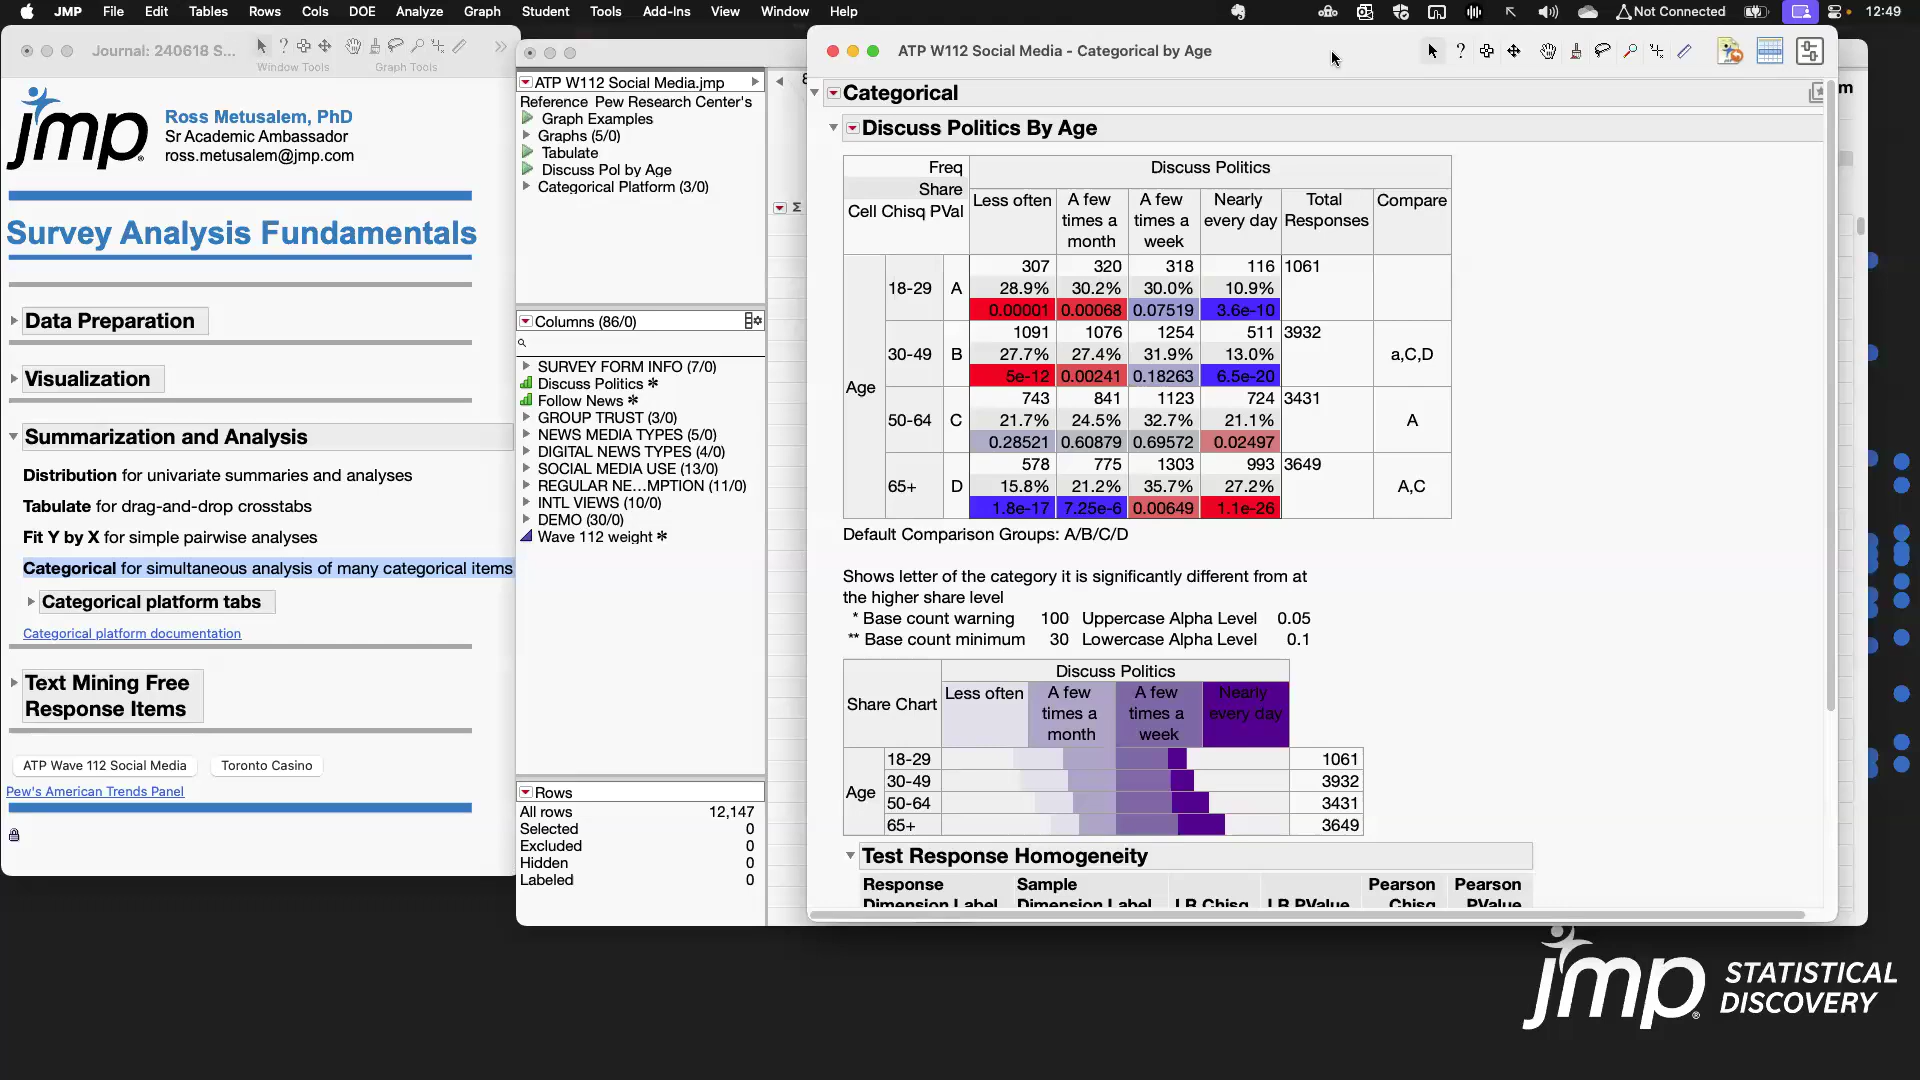 JMP File Edit Tables Rows Cols DOE Analyze Graph Student Tools Add-Ins View Window Help Not Connected 12:49
Journal: 240618 S...
Window Tools Graph Tools
jmp
Ross Metusalem, PhD
Sr Academic Ambassador
ross.metusalem@jmp.com
Survey Analysis Fundamentals
Data Preparation
Visualization
Summarization and Analysis
Distribution for univariate summaries and analyses
Tabulate for drag-and-drop crosstabs
Fit Y by X for simple pairwise analyses
Categorical for simultaneous analysis of many categorical items
Categorical platform tabs
Categorical platform documentation
Text Mining Free
Response Items
ATP Wave 112 Social Media Toronto Casino
Pew's American Trends Panel
ATP W112 Social Media.jmp
Reference Pew Research Center's
Graph Examples
Graphs (5/0)
Tabulate
Discuss Pol by Age
Categorical Platform (3/0)
Columns (86/0)
SURVEY FORM INFO (7/0)
Discuss Politics *
Follow News *
GROUP TRUST (3/0)
NEWS MEDIA TYPES (5/0)
DIGITAL NEWS TYPES (4/0)
SOCIAL MEDIA USE (13/0)
REGULAR NE...MPTION (11/0)
INTL VIEWS (10/0)
DEMO (30/0)
Wave 112 weight *
Rows
All rows 12,147
Selected 0
Excluded 0
Hidden 0
Labeled 0
ATP W112 Social Media - Categorical by Age
Categorical
Discuss Politics By Age
Freq Discuss Politics
Share
Cell Chisq PVal
Less often A few times a month A few times a week Nearly every day Total Responses Compare
307 320 318 116 1061
18-29 A 28.9% 30.2% 30.0% 10.9%
0.00001 0.00068 0.07519 3.6e-10
1091 1076 1254 511 3932
30-49 B 27.7% 27.4% 31.9% 13.0% a,C,D
5e-12 0.00241 0.18263 6.5e-20
Age
743 841 1123 724 3431
50-64 C 21.7% 24.5% 32.7% 21.1% A
0.28521 0.60879 0.69572 0.02497
578 775 1303 993 3649
65+ D 15.8% 21.2% 35.7% 27.2% A,C
1.8e-17 7.25e-6 0.00649 1.1e-26
Default Comparison Groups: A/B/C/D
Shows letter of the category it is significantly different from at
the higher share level
* Base count warning 100 Uppercase Alpha Level 0.05
** Base count minimum 30 Lowercase Alpha Level 0.1
Share Chart Discuss Politics
Less often A few times a month A few times a week Nearly every day
18-29 1061
30-49 3932
Age
50-64 3431
65+ 3649
Test Response Homogeneity
Response Sample Pearson Pearson
Dimension Label Dimension Label LR Chisq LR PValue Chisq PValue
jmp STATISTICAL
DISCOVERY